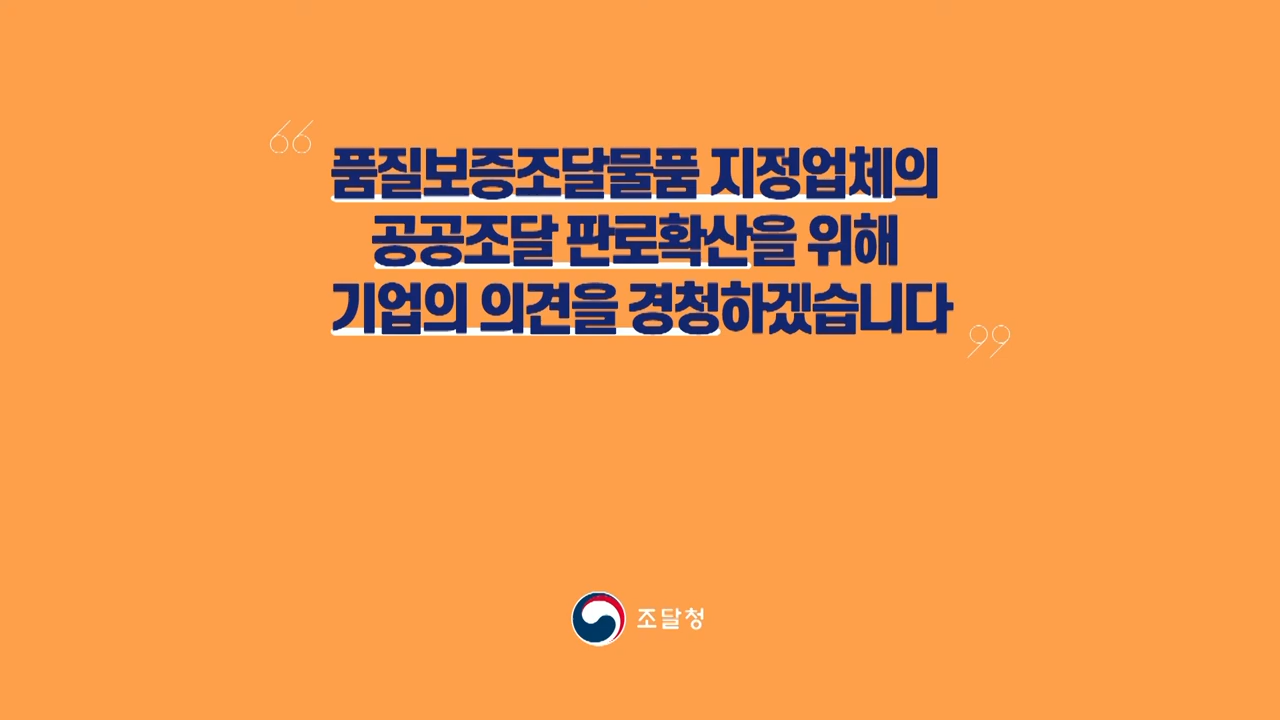 “
품질보증조달물품 지정업체의
공공조달 판로확산을 위해
기업의 의견을 경청하겠습니다
”
조달청